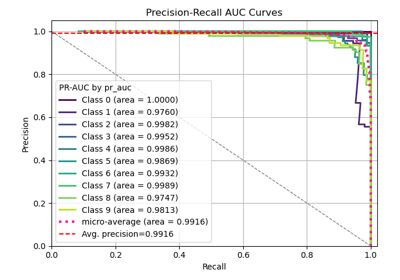 Precision-Recall AUC Curves
1.0
0.8
0.6
0.4
0.2
0.0
Precision
PR-AUC by pr_auc
Class 0 (area = 1.0000)
Class 1 (area = 0.9760)
Class 2 (area = 0.9982)
Class 3 (area = 0.9952)
Class 4 (area = 0.9986)
Class 5 (area = 0.9869)
Class 6 (area = 0.9932)
Class 7 (area = 0.9989)
Class 8 (area = 0.9747)
Class 9 (area = 0.9813)
micro-average (area = 0.9916)
Avg. precision=0.9916
0.0 0.2 0.4 0.6 0.8 1.0
Recall